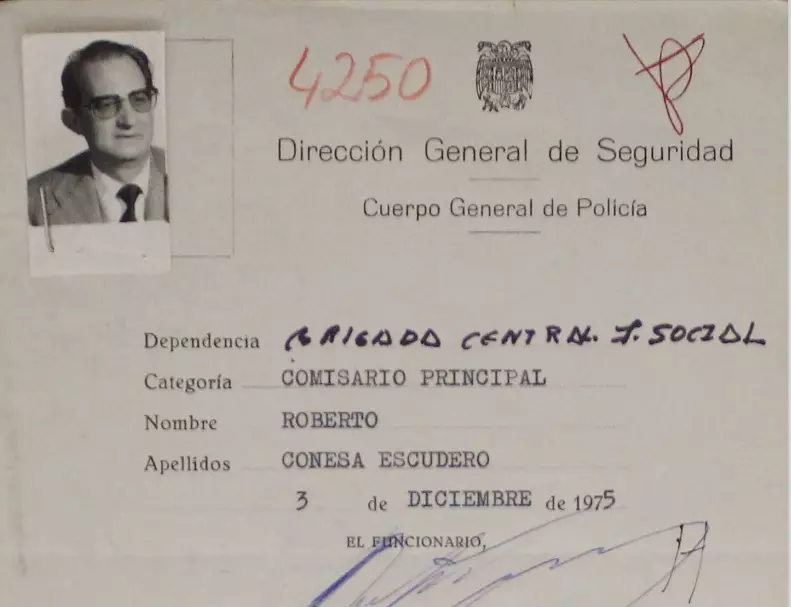 4250
Dirección General de Seguridad
Cuerpo General de Policía
Dependencia BRIGADA CENTRAL. I. SOCIAL
Categoría COMISARIO PRINCIPAL
Nombre ROBERTO
Apellidos CONESA ESCUDERO
3 de DICIEMBRE de 1975
EL FUNCIONARIO,